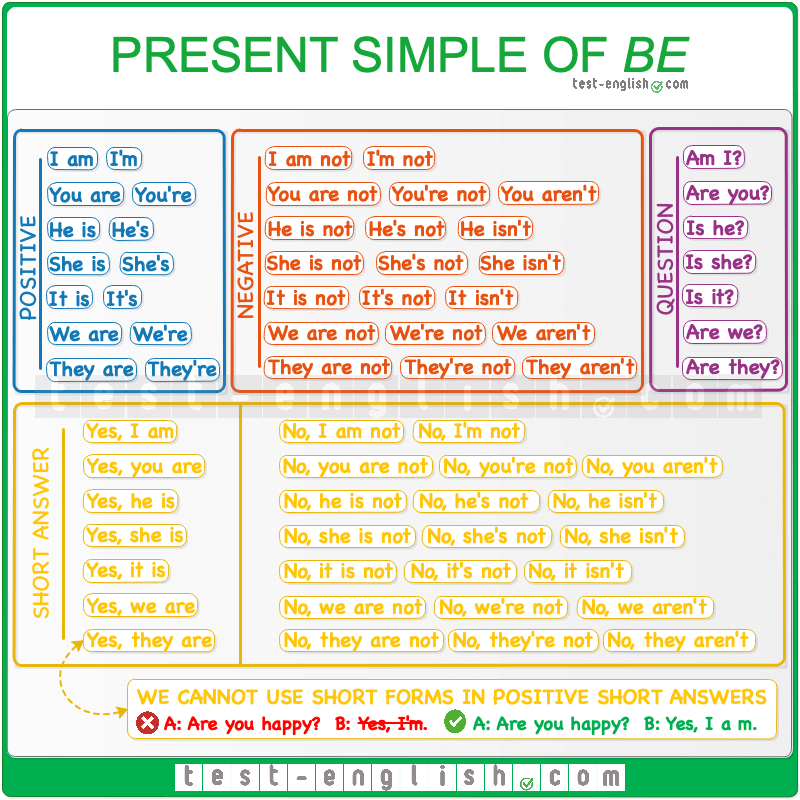 PRESENT SIMPLE OF BE
test-english.com
POSITIVE
I am I'm
You are You're
He is He's
She is She's
It is It's
We are We're
They are They're
NEGATIVE
I am not I'm not
You are not You're not You aren't
He is not He's not He isn't
She is not She's not She isn't
It is not It's not It isn't
We are not We're not We aren't
They are not They're not They aren't
QUESTION
Am I?
Are you?
Is he?
Is she?
Is it?
Are we?
Are they?
test-english.com
SHORT ANSWER
Yes, I am
Yes, you are
Yes, he is
Yes, she is
Yes, it is
Yes, we are
Yes, they are
No, I am not No, I'm not
No, you are not No, you're not No, you aren't
No, he is not No, he's not No, he isn't
No, she is not No, she's not No, she isn't
No, it is not No, it's not No, it isn't
No, we are not No, we're not No, we aren't
No, they are not No, they're not No, they aren't
WE CANNOT USE SHORT FORMS IN POSITIVE SHORT ANSWERS
A: Are you happy? B: Yes, I'm. A: Are you happy? B: Yes, I a m.
test-english.com